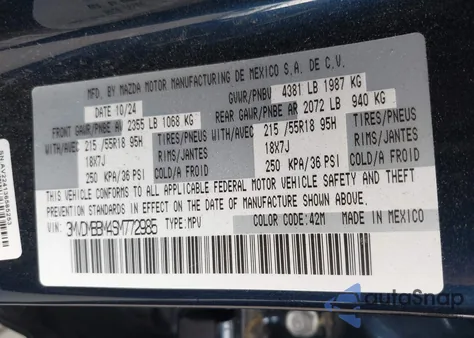 MFD. BY MAZDA MOTOR MANUFACTURING DE MEXICO S.A. DE C.V.
DATE 10/24 GVWR/PNBV 4381 LB 1987 KG
FRONT GAWR/PNBE AV 2355 LB 1068 KG REAR GAWR/PNBE AR 2072 LB 940 KG
WITH/AVEC 215 /55R18 95H TIRES/PNEUS WITH/AVEC 215 /55R18 95H TIRES/PNEUS
18X7J RIMS/JANTES 18X7J RIMS/JANTES
250 KPA/36 PSI COLD/A FROID 250 KPA/36 PSI COLD/A FROID
THIS VEHICLE CONFORMS TO ALL APPLICABLE FEDERAL MOTOR VEHICLE SAFETY AND THEFT
PREVENTION STANDARDS IN EFFECT ON THE DATE OF MANUFACTURE SHOWN ABOVE.
VIN: 3MVDMBBM4SM772985 TYPE: MPV COLOR CODE: 42M MADE IN MEXICO
autoSnap